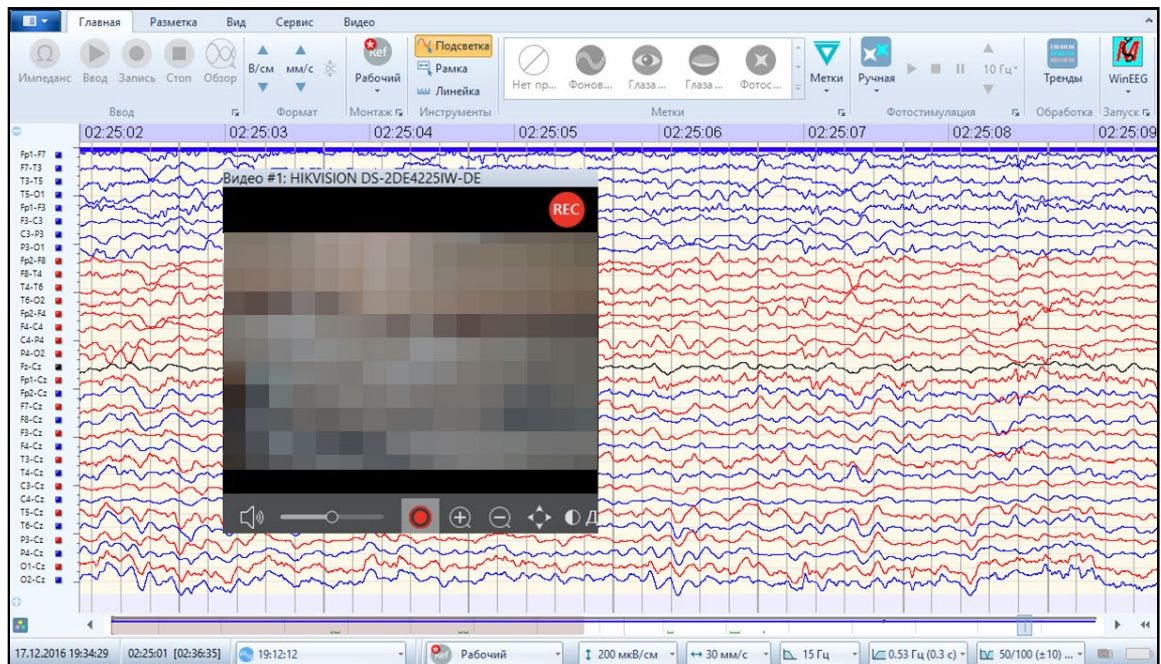 Главная Разметка Вид Сервис Видео
Импеданс Ввод Запись Стоп Обзор
В/см мм/с
Ref
Рабочий
Подсветка
Рамка
Линейка
Нет пр... Фонов... Глаза... Глаза... Фотос...
Метки
Ручная
10 Гц
Тренды
WinEEG
Ввод Формат Монтаж Инструменты Метки Фотостимуляция Обработка Запуск
02:25:02 02:25:03 02:25:04 02:25:05 02:25:06 02:25:07 02:25:08 02:25:09
Fp1-F7
F7-T3
T3-T5
T5-O1
Fp1-F3
F3-C3
C3-P3
P3-O1
Fp2-F8
F8-T4
T4-T6
T6-O2
Fp2-F4
F4-C4
C4-P4
P4-O2
Fz-Cz
Fp1-Cz
Fp2-Cz
F7-Cz
F8-Cz
F3-Cz
F4-Cz
T3-Cz
T4-Cz
C3-Cz
C4-Cz
T5-Cz
T6-Cz
P3-Cz
P4-Cz
O1-Cz
O2-Cz
Видео #1: HIKVISION DS-2DE4225IW-DE
REC
Д
17.12.2016 19:34:29 02:25:01 [02:36:35] 19:12:12 Рабочий 200 мкВ/см 30 мм/с 15 Гц 0.53 Гц (0.3 с) 50/100 (±10) ...